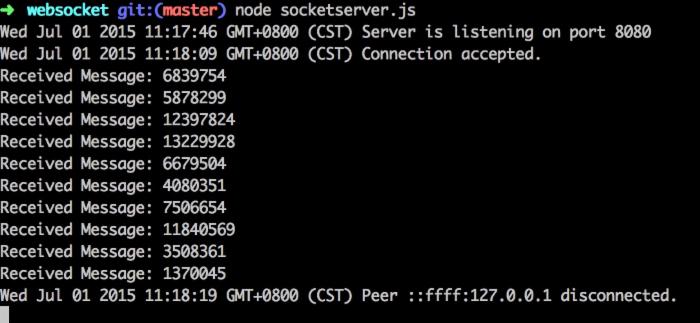 ➜ websocket git:(master) node socketserver.js
Wed Jul 01 2015 11:17:46 GMT+0800 (CST) Server is listening on port 8080
Wed Jul 01 2015 11:18:09 GMT+0800 (CST) Connection accepted.
Received Message: 6839754
Received Message: 5878299
Received Message: 12397824
Received Message: 13229928
Received Message: 6679504
Received Message: 4080351
Received Message: 7506654
Received Message: 11840569
Received Message: 3508361
Received Message: 1370045
Wed Jul 01 2015 11:18:19 GMT+0800 (CST) Peer ::ffff:127.0.0.1 disconnected.